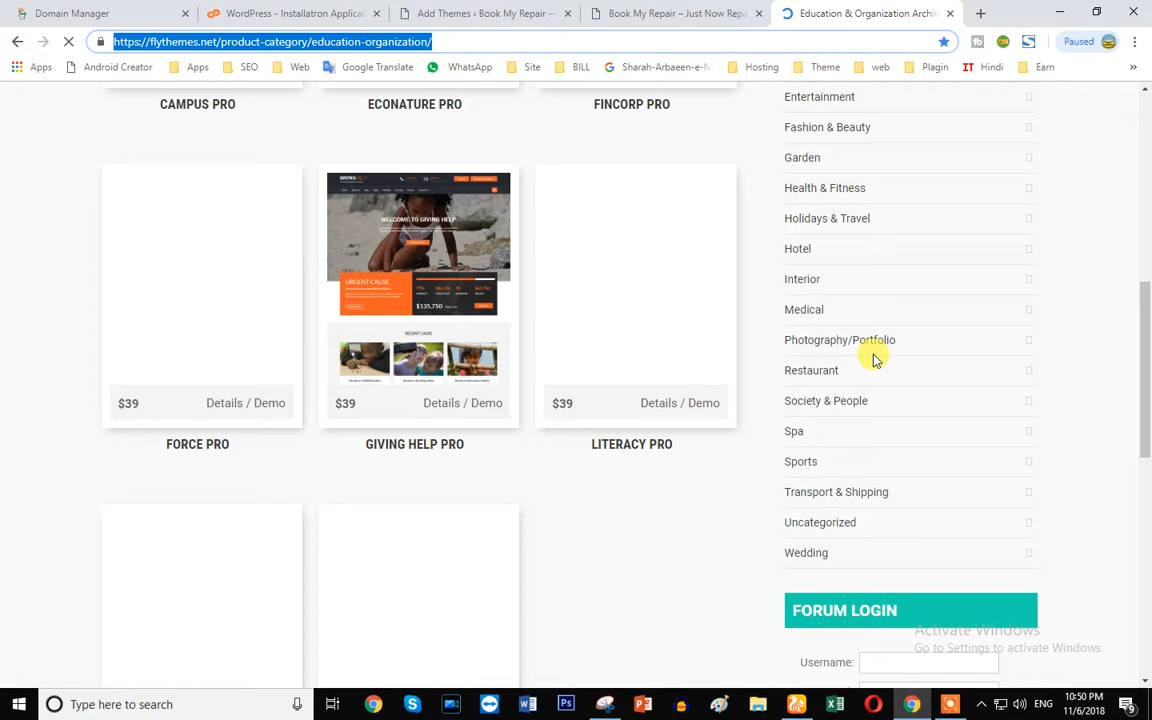 Domain Manager
WordPress - Installatron Applicat
Add Themes ‹ Book My Repair —
Book My Repair – Just Now Repa
Education & Organization Archiv
https://flythemes.net/product-category/education-organization/
Paused
Apps
Android Creator
Apps
SEO
Web
Google Translate
WhatsApp
Site
BILL
Sharah-Arbaeen-e-N
Hosting
Theme
web
Plagin
IT
Hindi
Earn
CAMPUS PRO
ECONATURE PRO
FINCORP PRO
WELCOME TO GIVING HELP
URGENT CAUSE
$135,750
RECENT CAUSE
$39
Details / Demo
$39
Details / Demo
$39
Details / Demo
FORCE PRO
GIVING HELP PRO
LITERACY PRO
Entertainment
Fashion & Beauty
Garden
Health & Fitness
Holidays & Travel
Hotel
Interior
Medical
Photography/Portfolio
Restaurant
Society & People
Spa
Sports
Transport & Shipping
Uncategorized
Wedding
FORUM LOGIN
Username:
Activate Windows
Go to Settings to activate Windows.
Type here to search
ENG
10:50 PM
11/6/2018
9